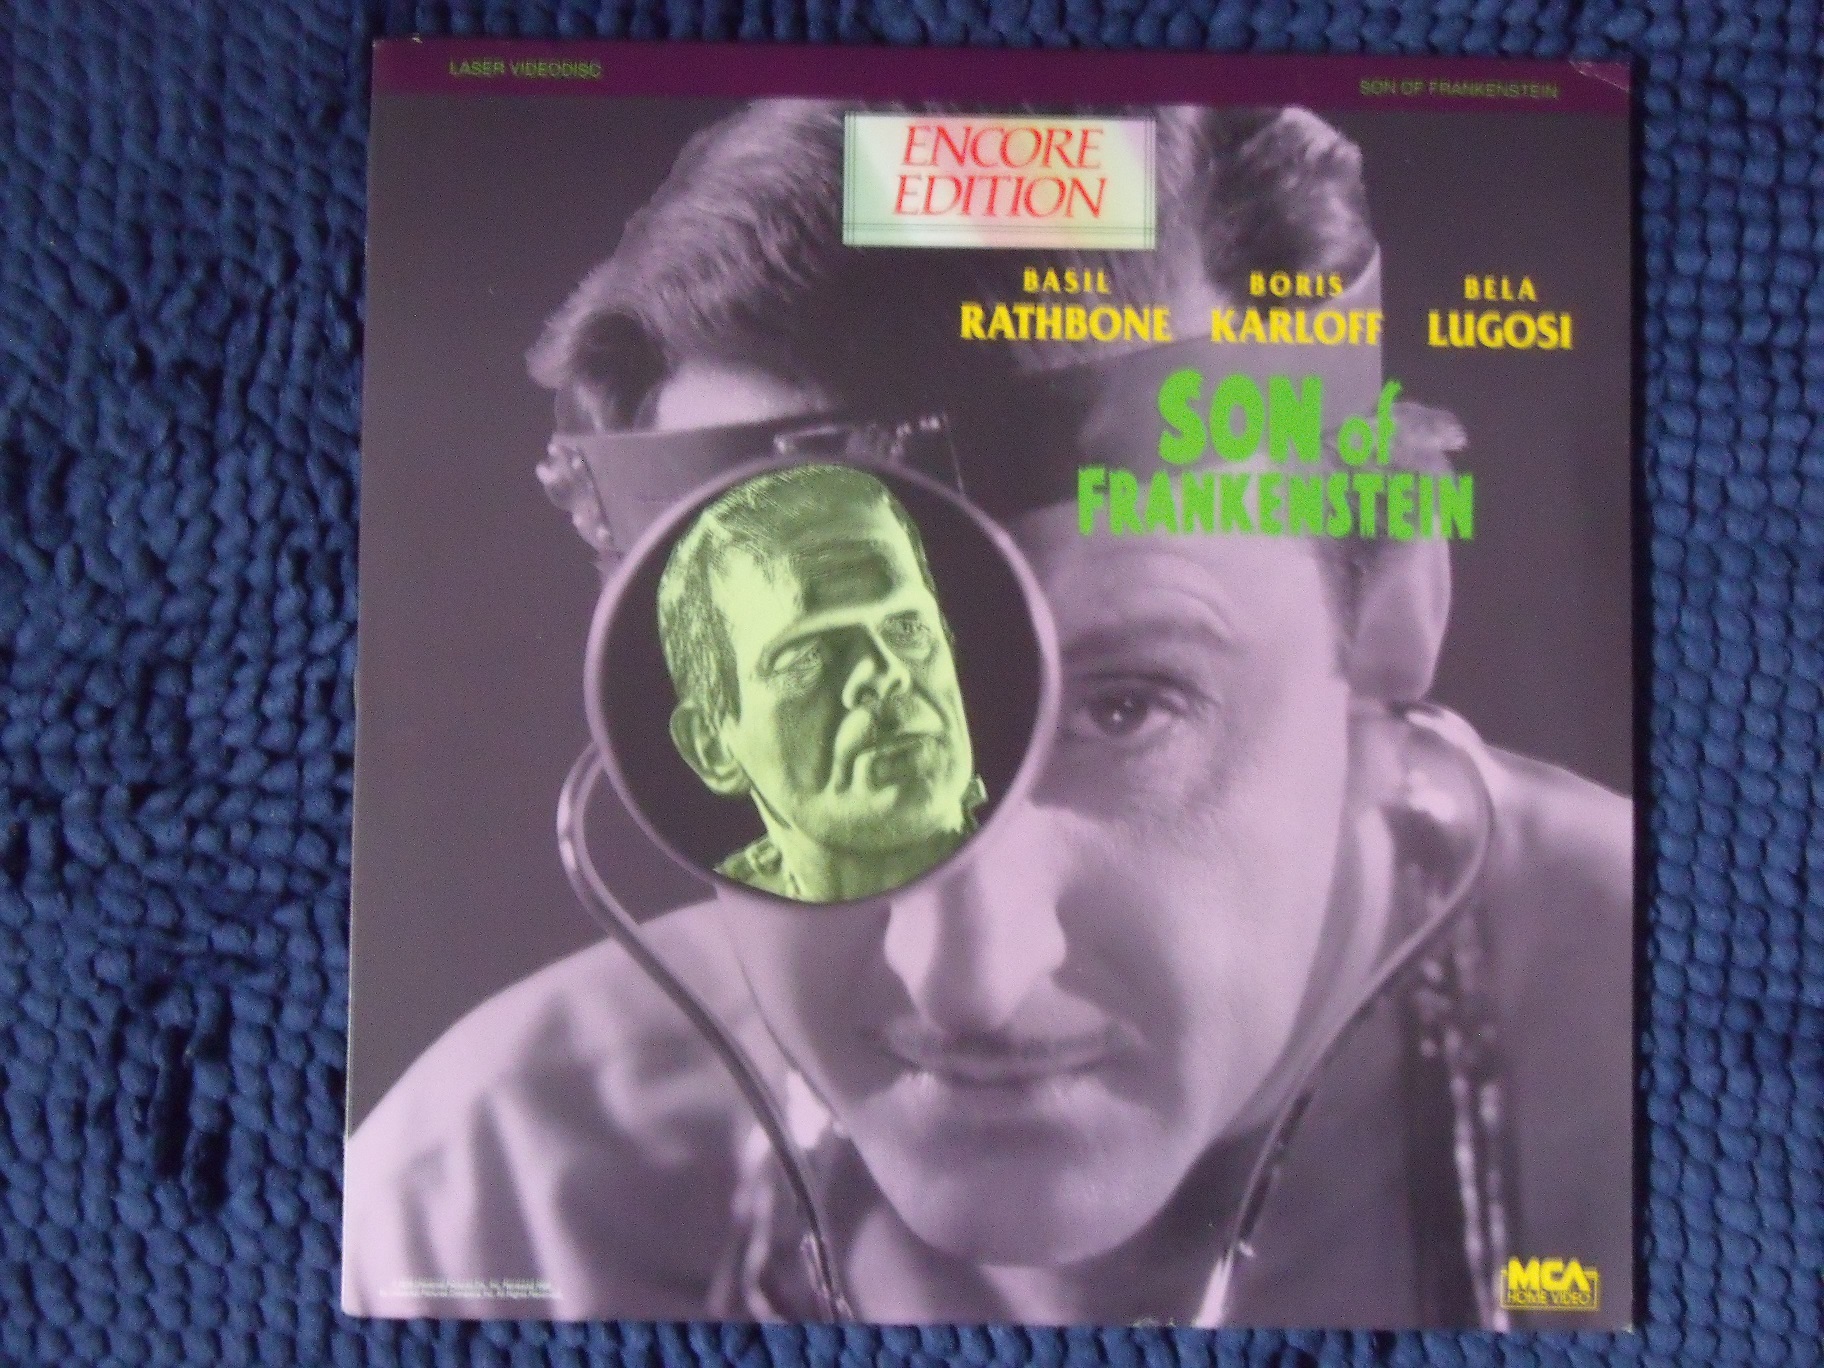 LASER VIDEODISC
SON OF FRANKENSTEIN
ENCORE
EDITION
BASIL BORIS BELA
RATHBONE KARLOFF LUGOSI
SON of
FRANKENSTEIN
MCA
HOME VIDEO